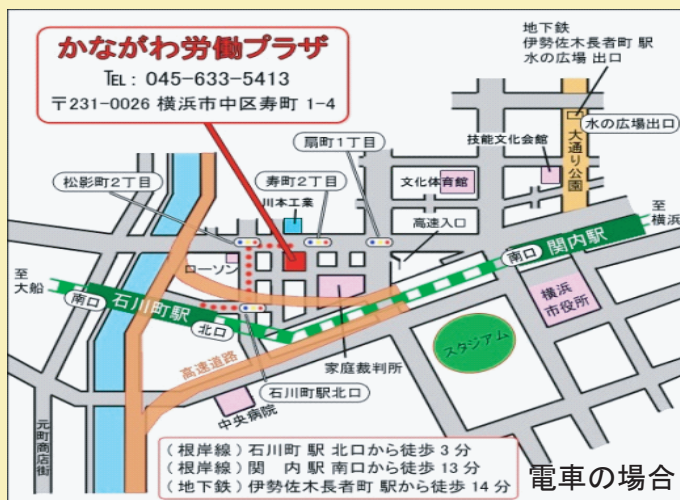 かながわ労働プラザ
TEL : 045-633-5413
〒231-0026 横浜市中区寿町 1-4
地下鉄
伊勢佐木長者町 駅
水の広場 出口
水の広場出口
大通り公園
技能文化会館
扇町1丁目
松影町2丁目
寿町2丁目
文化体育館
川本工業
高速入口
至
横浜
関内駅
南口
ローソン
至
大船
南口
石川町駅
北口
横浜
市役所
スタジアム
高速道路
家庭裁判所
石川町駅北口
中央病院
元町商店街
(根岸線) 石川町 駅 北口から徒歩 3 分
(根岸線) 関 内 駅 南口から徒歩 13 分
(地下鉄) 伊勢佐木長者町 駅から徒歩 14 分
電車の場合